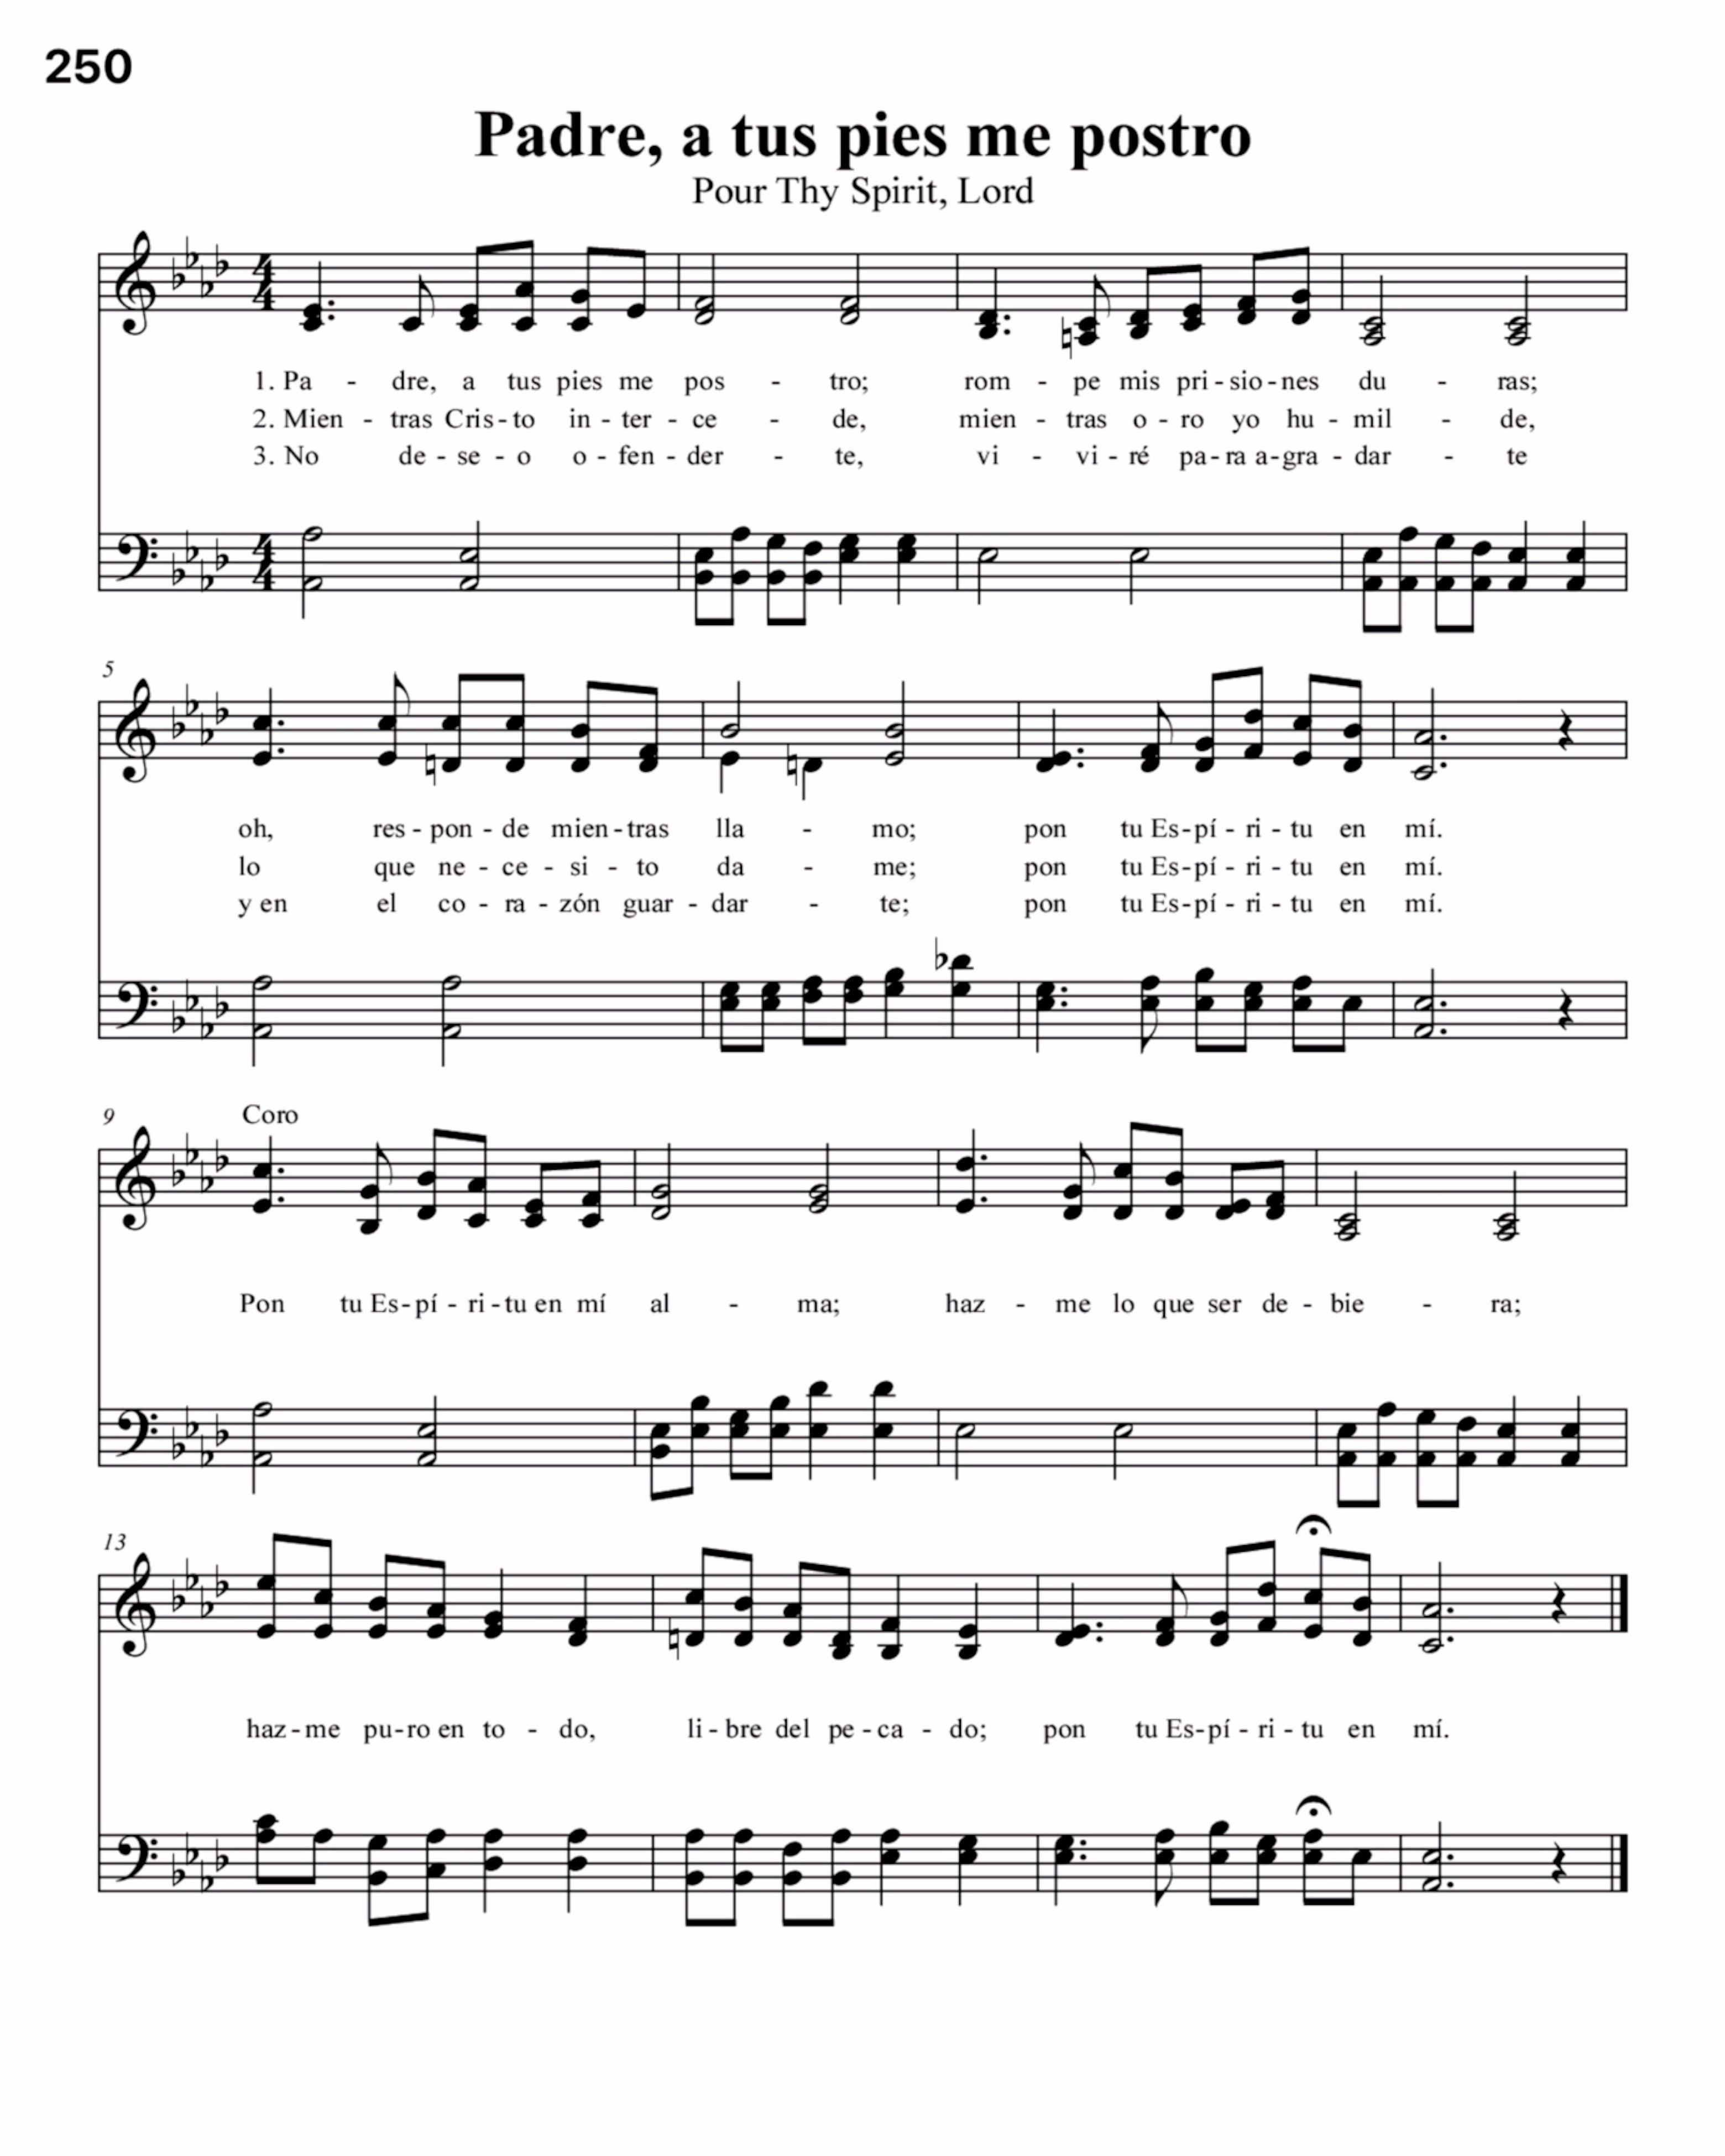 250
Padre, a tus pies me postro
Pour Thy Spirit, Lord
4
4
1. Pa - dre, a tus pies me pos - tro; rom - pe mis pri - sio - nes du - ras;
2. Mien - tras Cris - to in - ter - ce - de, mien - tras o - ro yo hu - mil - de,
3. No de - se - o o - fen - der - te, vi - vi - ré pa - ra a - gra - dar - te
4
4
5
oh, res - pon - de mien - tras lla - mo; pon tu Es - pí - ri - tu en mí.
lo que ne - ce - si - to da - me; pon tu Es - pí - ri - tu en mí.
y en el co - ra - zón guar - dar - te; pon tu Es - pí - ri - tu en mí.
9
Coro
Pon tu Es - pí - ri - tu en mí al - ma; haz - me lo que ser de - bie - ra;
13
haz - me pu - ro en to - do, li - bre del pe - ca - do; pon tu Es - pí - ri - tu en mí.